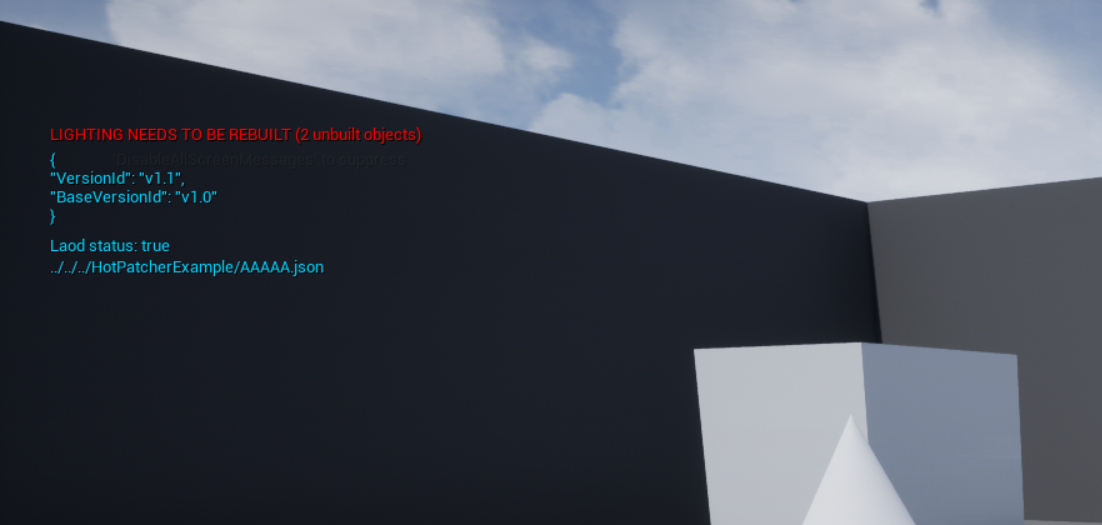 LIGHTING NEEDS TO BE REBUILT (2 unbuilt objects)
'DisableAllScreenMessages' to suppress
{
"VersionId": "v1.1",
"BaseVersionId": "v1.0"
}
Laod status: true
../../../HotPatcherExample/AAAAA.json